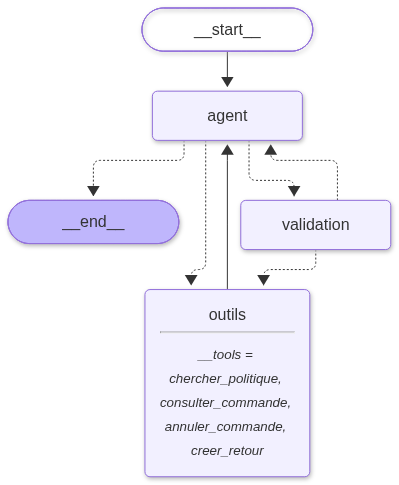 __start__
agent
__end__
validation
outils
__tools =
chercher_politique,
consulter_commande,
annuler_commande,
creer_retour